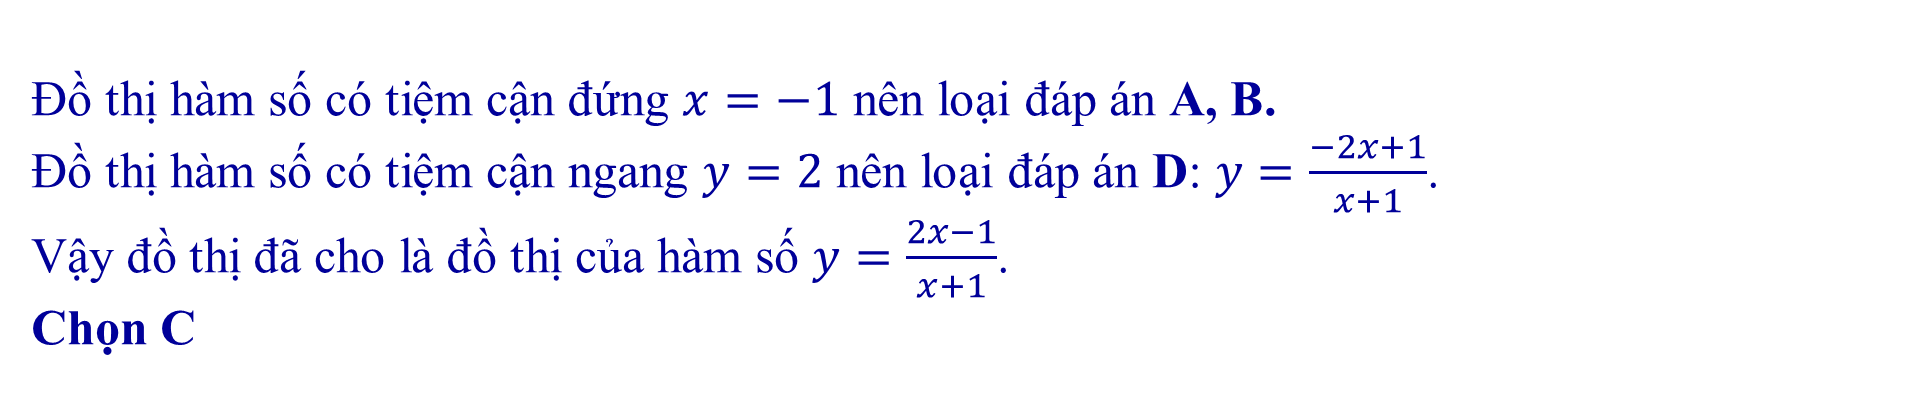 Đồ thị hàm số có tiệm cận đứng x = −1 nên loại đáp án A, B.
Đồ thị hàm số có tiệm cận ngang y = 2 nên loại đáp án D: y = \frac{-2x+1}{x+1}.
Vậy đồ thị đã cho là đồ thị của hàm số y = \frac{2x-1}{x+1}.
Chọn C